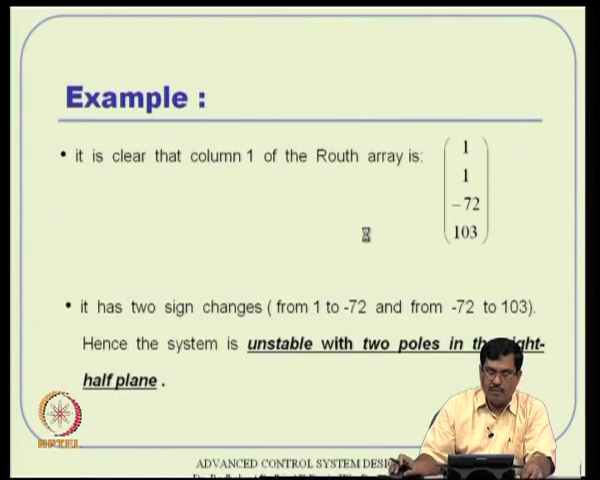 Example :
• it is clear that column 1 of the Routh array is:
1
1
-72
103
• it has two sign changes ( from 1 to -72 and from -72 to 103).
Hence the system is unstable with two poles in
half plane .
NPTEL
ADVANCED CONTROL SYSTEM